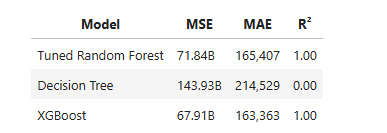 Model MSE MAE R²
Tuned Random Forest 71.84B 165,407 1.00
Decision Tree 143.93B 214,529 0.00
XGBoost 67.91B 163,363 1.00